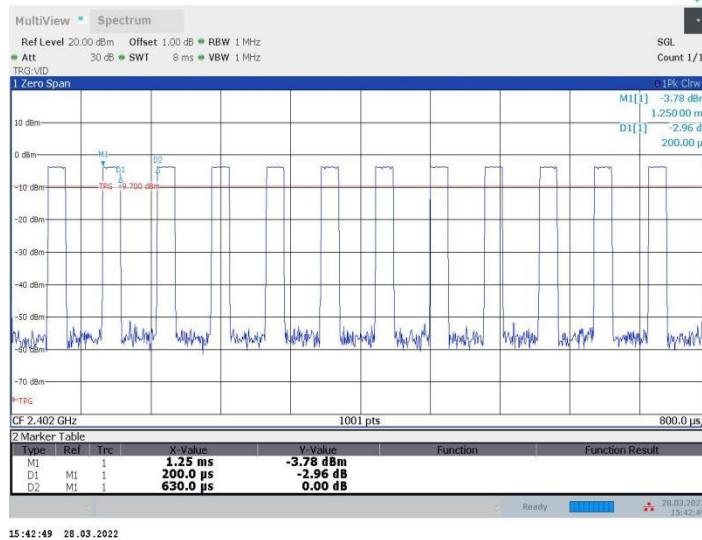 MultiView Spectrum
Ref Level 20.00 dBm Offset 1.00 dB RBW 1 MHz SGL
Att 30 dB SWT 8 ms VBW 1 MHz Count 1/1
TRG:VID
1 Zero Span 1Pk Clrw
M1[1] -3.78 dBm
1.250 00 m
D1[1] -2.96 d
200.00 µ
10 dBm
0 dBm
M1
D1
D2
TRG -9.700 dBm
-10 dBm
-20 dBm
-30 dBm
-40 dBm
-50 dBm
-60 dBm
-70 dBm
TRG
CF 2.402 GHz 1001 pts 800.0 µs/
2 Marker Table
Type Ref Trc X-Value Y-Value Function Function Result
M1 1 1.25 ms -3.78 dBm
D1 M1 1 200.0 µs -2.96 dB
D2 M1 1 630.0 µs 0.00 dB
Ready 28.03.2022
15:42:49
15:42:49 28.03.2022